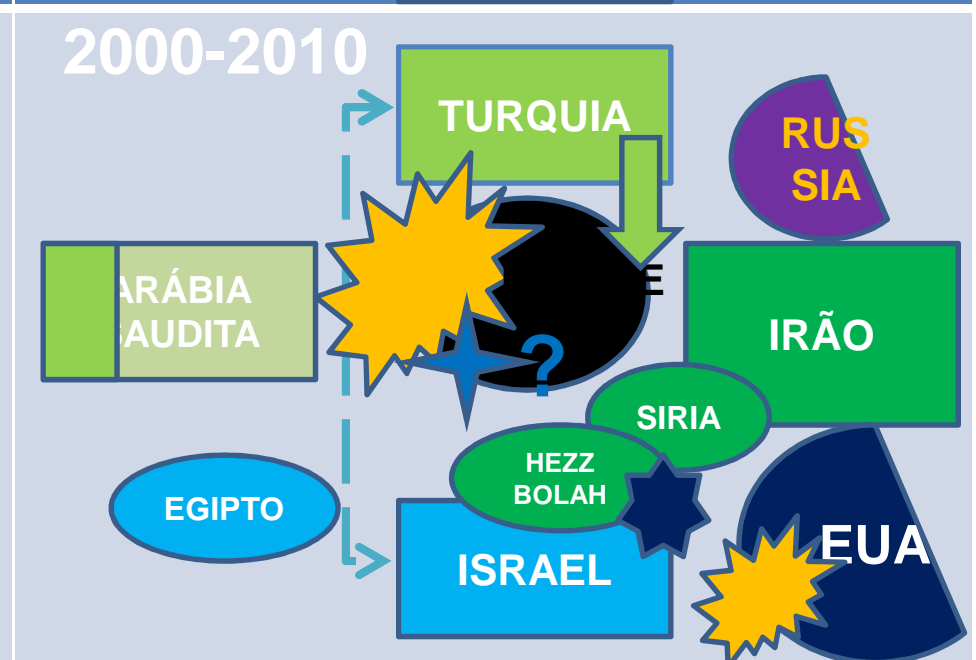 2000-2010
TURQUIA
RUS
SIA
ARÁBIA
SAUDITA
E
IRÃO
?
SIRIA
HEZZ
BOLAH
EGIPTO
ISRAEL
EUA